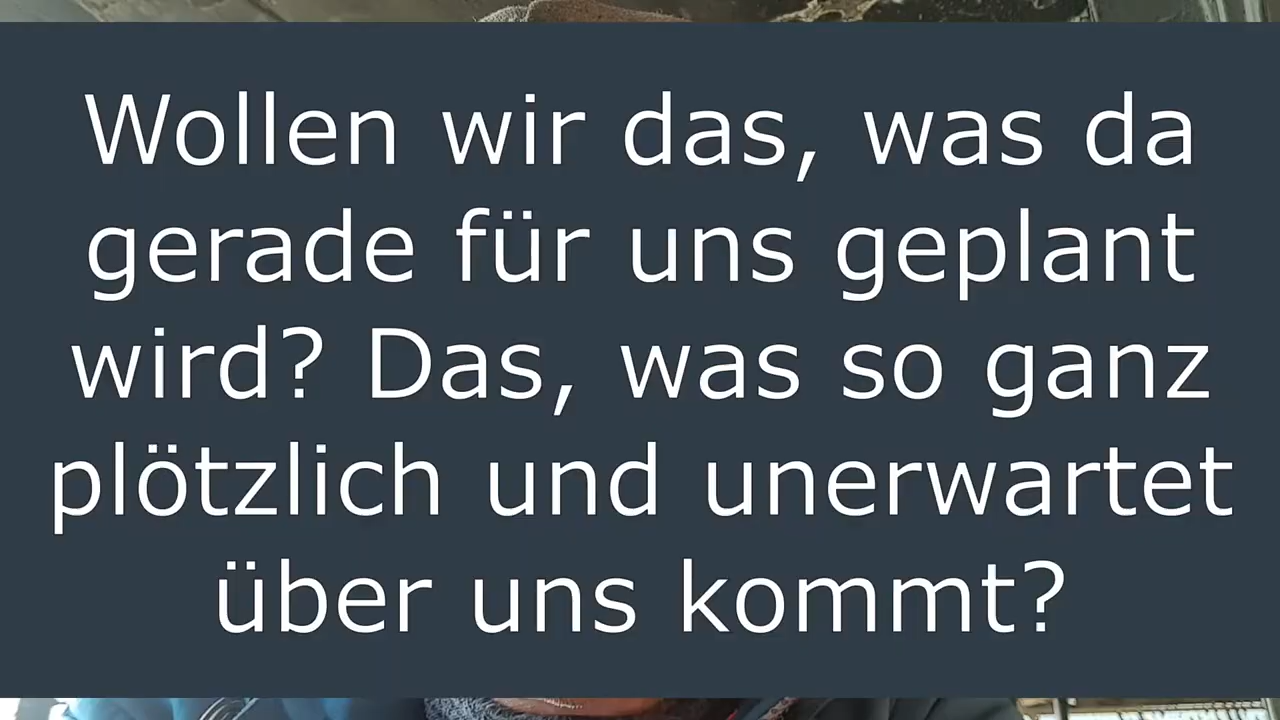 Wollen wir das, was da
gerade für uns geplant
wird? Das, was so ganz
plötzlich und unerwartet
über uns kommt?